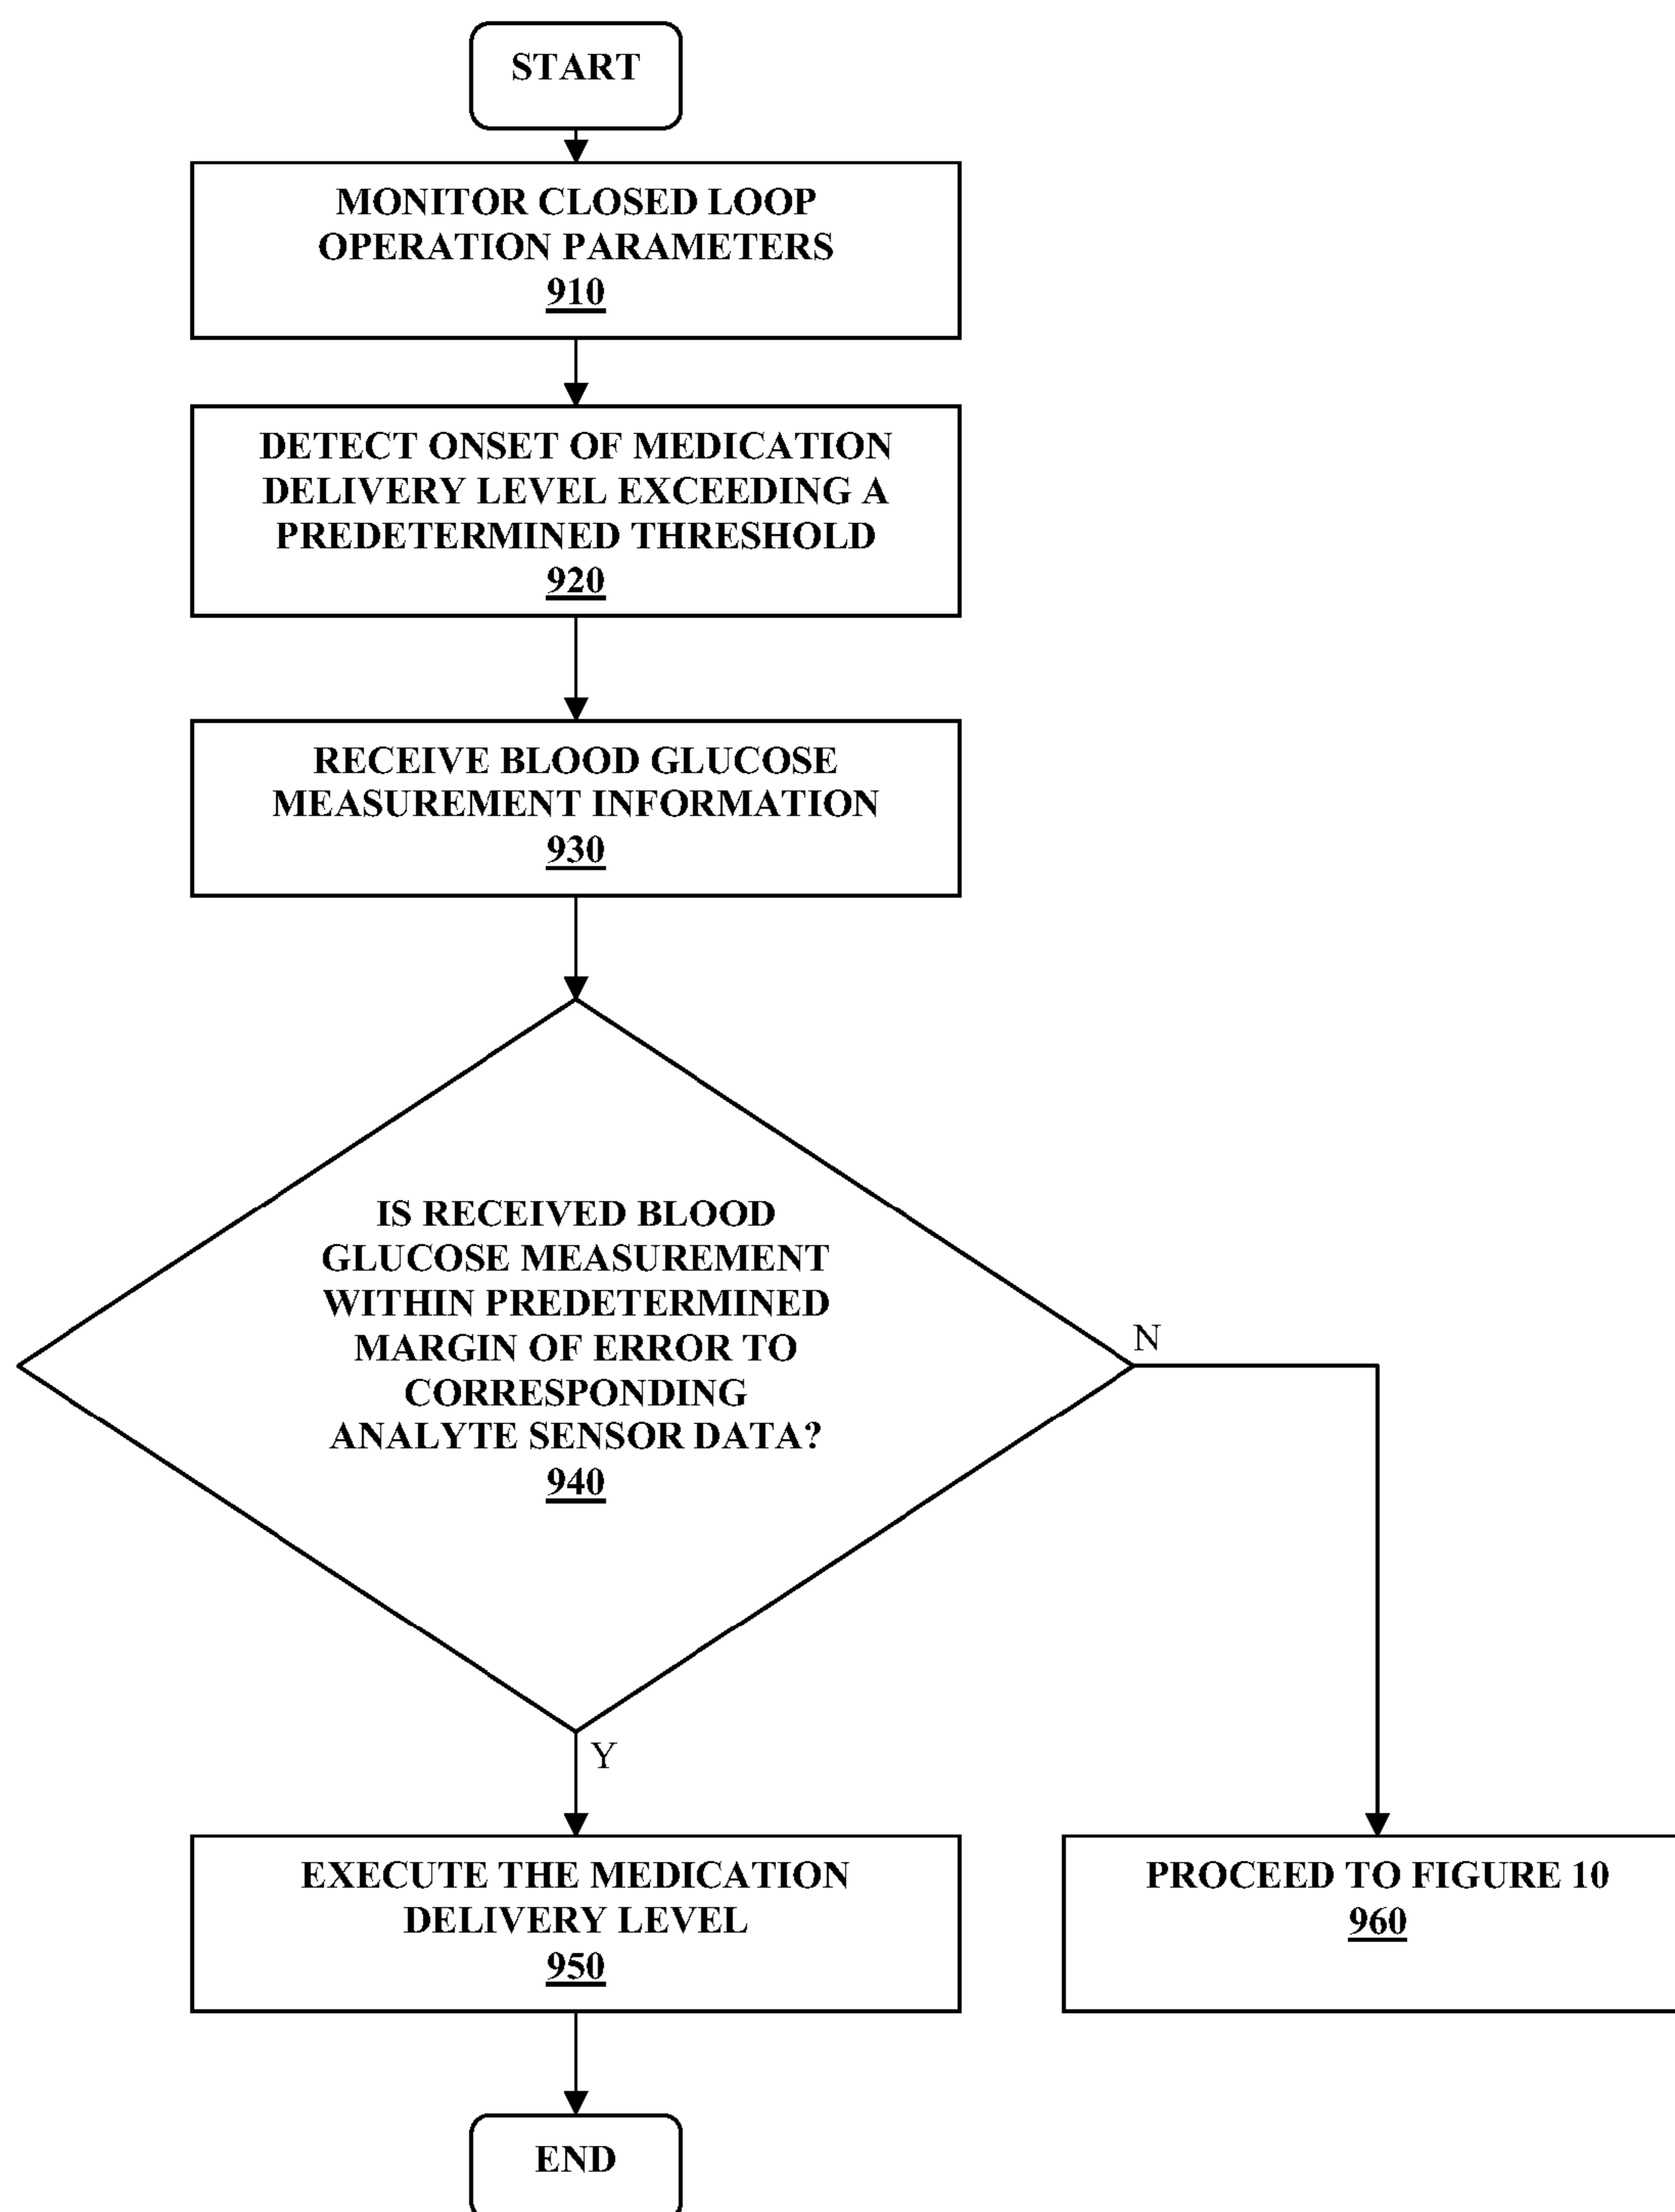 START
MONITOR CLOSED LOOP
OPERATION PARAMETERS
910
DETECT ONSET OF MEDICATION
DELIVERY LEVEL EXCEEDING A
PREDETERMINED THRESHOLD
920
RECEIVE BLOOD GLUCOSE
MEASUREMENT INFORMATION
930
IS RECEIVED BLOOD
GLUCOSE MEASUREMENT
WITHIN PREDETERMINED
MARGIN OF ERROR TO
CORRESPONDING
ANALYTE SENSOR DATA?
940
N
Y
EXECUTE THE MEDICATION
DELIVERY LEVEL
950
PROCEED TO FIGURE 10
960
END